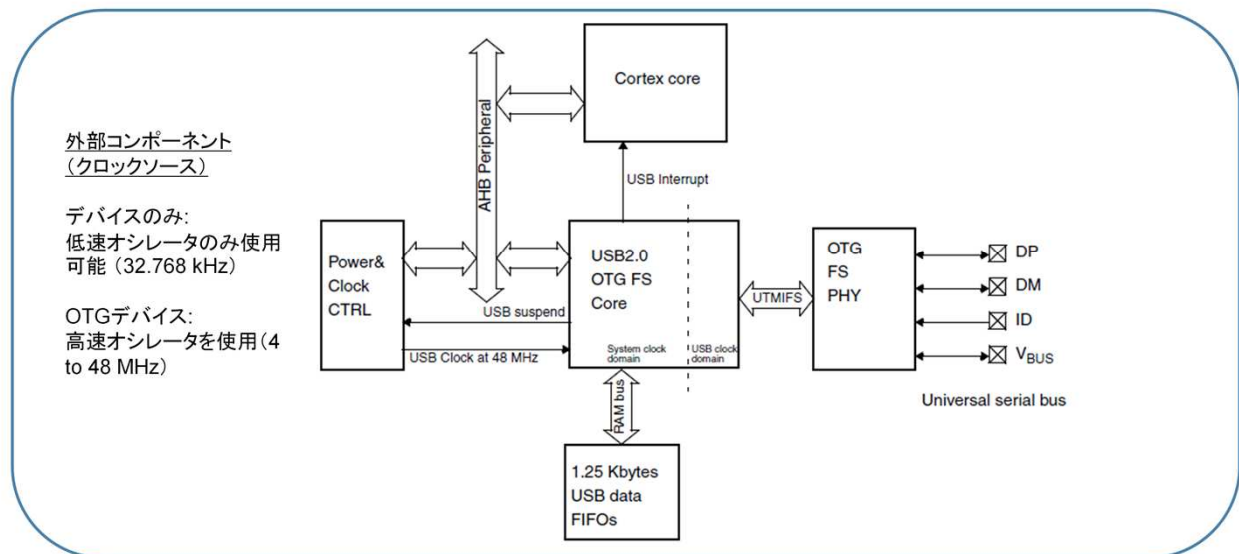 外部コンポーネント
（クロックソース）
デバイスのみ:
低速オシレータのみ使用
可能 （32.768 kHz）
OTGデバイス:
高速オシレータを使用（4
to 48 MHz）
AHB Peripheral
Cortex core
USB Interrupt
Power&
Clock
CTRL
USB2.0
OTG FS
Core
USB suspend
USB Clock at 48 MHz
System clock
domain
USB clock
domain
UTMIFS
OTG
FS
PHY
DP
DM
ID
VBUS
Universal serial bus
RAM bus
1.25 Kbytes
USB data
FIFOs